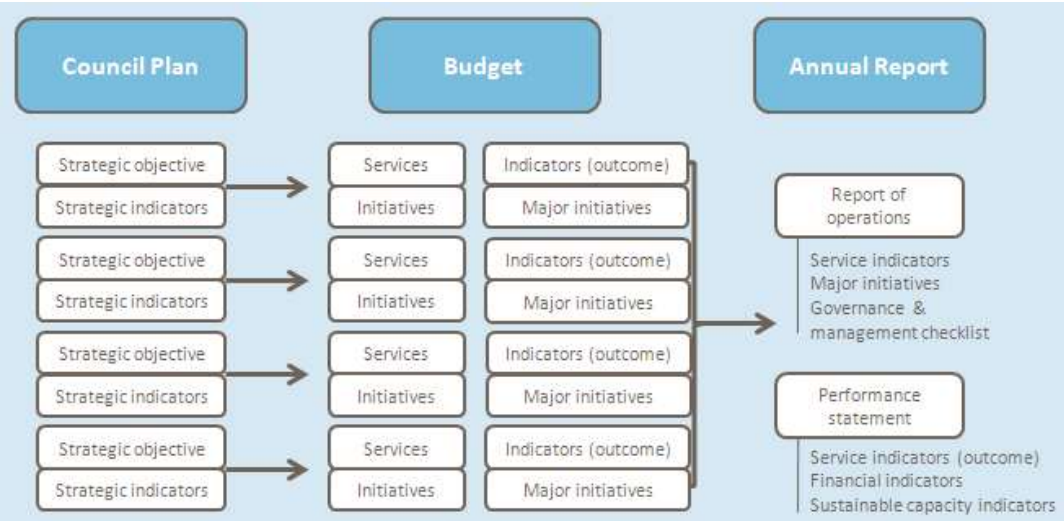 Council Plan
Budget
Annual Report
Strategic objective
Strategic indicators
Services
Initiatives
Indicators (outcome)
Major initiatives
Strategic objective
Strategic indicators
Services
Initiatives
Indicators (outcome)
Major initiatives
Strategic objective
Strategic indicators
Services
Initiatives
Indicators (outcome)
Major initiatives
Strategic objective
Strategic indicators
Services
Initiatives
Indicators (outcome)
Major initiatives
Report of
operations
Service indicators
Major initiatives
Governance &
management checklist
Performance
statement
Service indicators (outcome)
Financial indicators
Sustainable capacity indicators